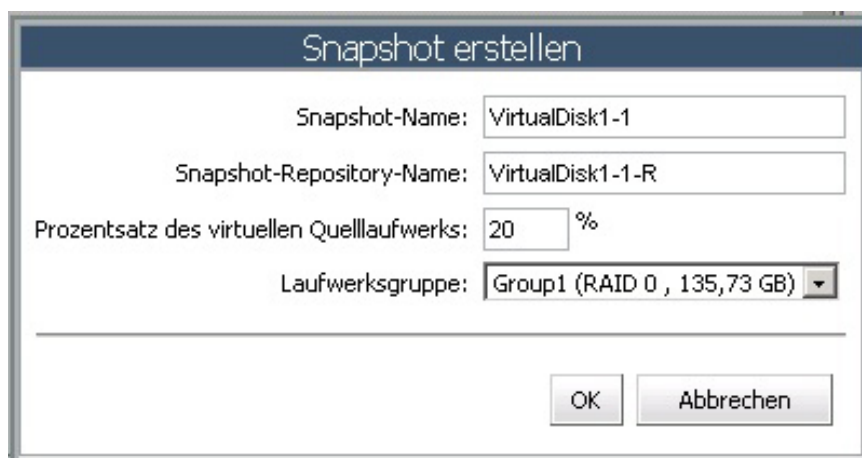 Snapshot erstellen
Snapshot-Name: VirtualDisk1-1
Snapshot-Repository-Name: VirtualDisk1-1-R
Prozentsatz des virtuellen Quelllaufwerks: 20 %
Laufwerksgruppe: Group1 (RAID 0 , 135,73 GB)
OK Abbrechen